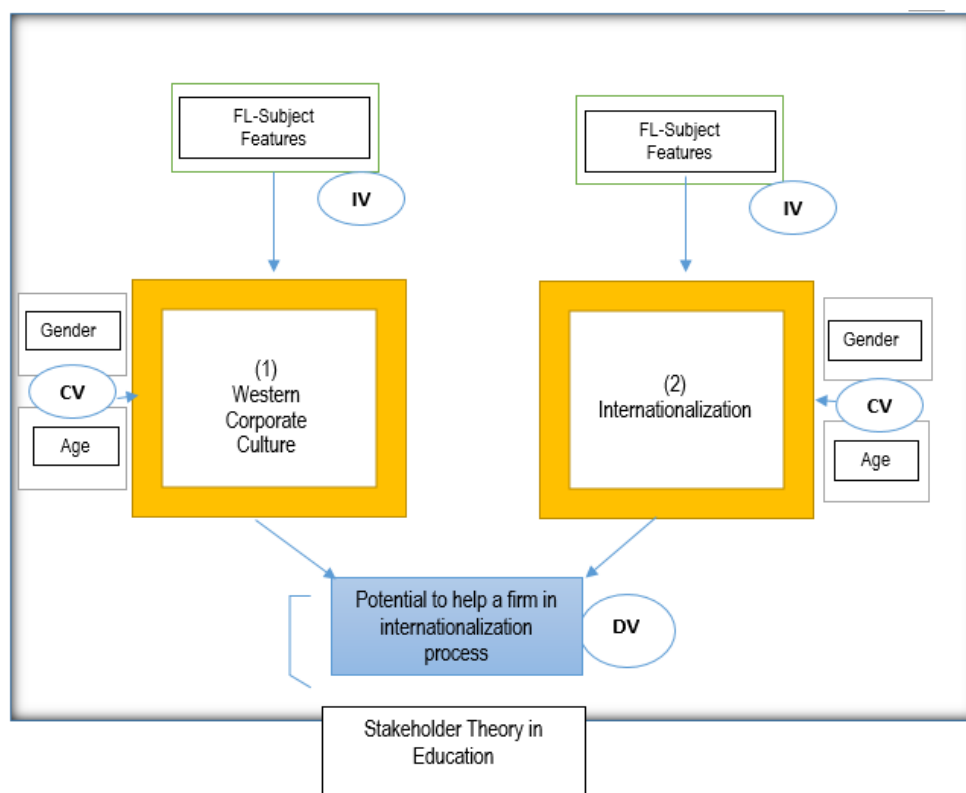 FL-Subject
Features
IV
FL-Subject
Features
IV
Gender
CV
Age
(1)
Western
Corporate
Culture
(2)
Internationalization
Gender
CV
Age
Potential to help a firm in
internationalization
process
DV
Stakeholder Theory in
Education